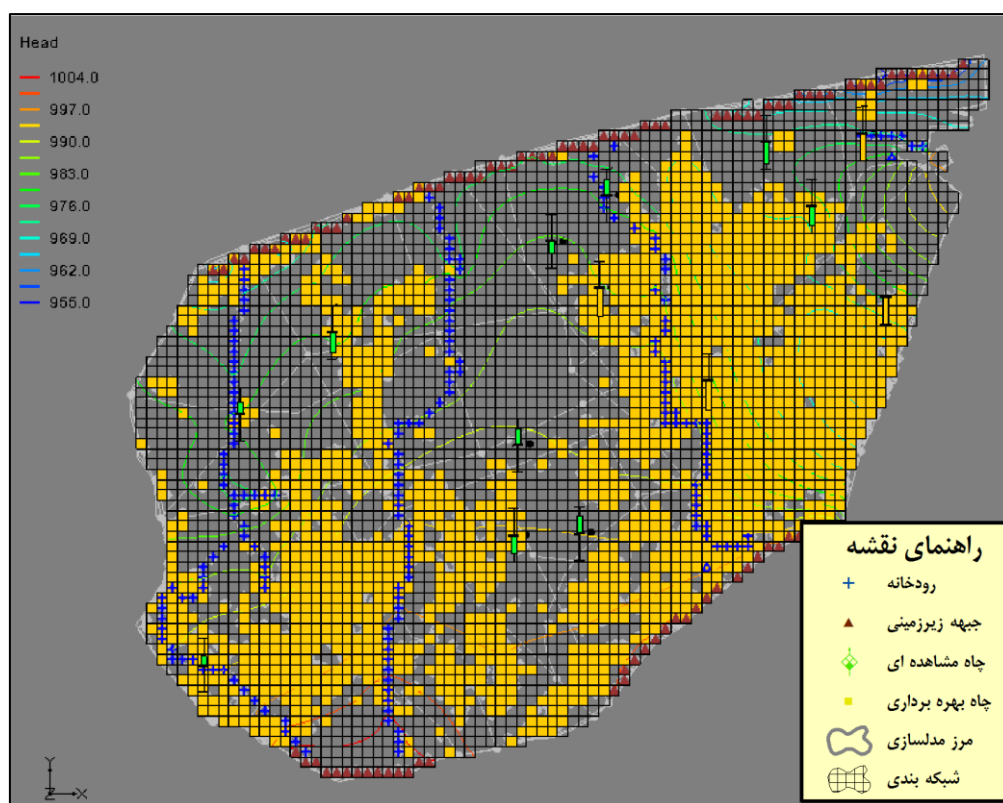 Head
1004.0
997.0
990.0
983.0
976.0
969.0
962.0
955.0
راهنمای نقشه
رودخانه
جبهه زیرزمینی
چاه مشاهده ای
چاه بهره برداری
مرز مدلسازی
شبکه بندی
Y
Z X